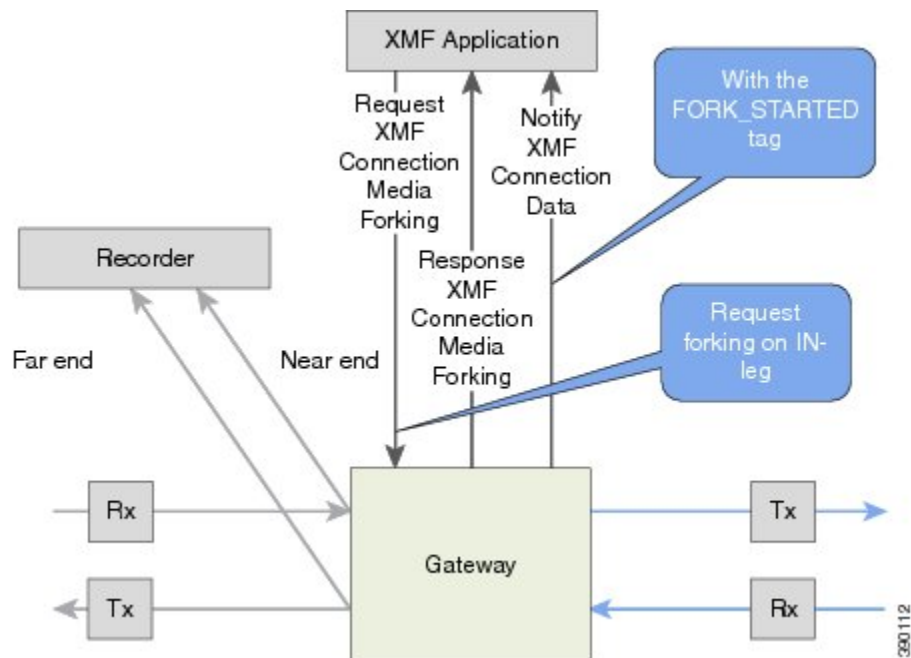 XMF Application
Request
XMF
Connection
Media
Forking
Notify
XMF
Connection
Data
With the
FORK_STARTED
tag
Recorder
Response
XMF
Connection
Media
Forking
Request
forking on IN-
leg
Far end
Near end
Rx
Tx
Gateway
Tx
Rx
390112